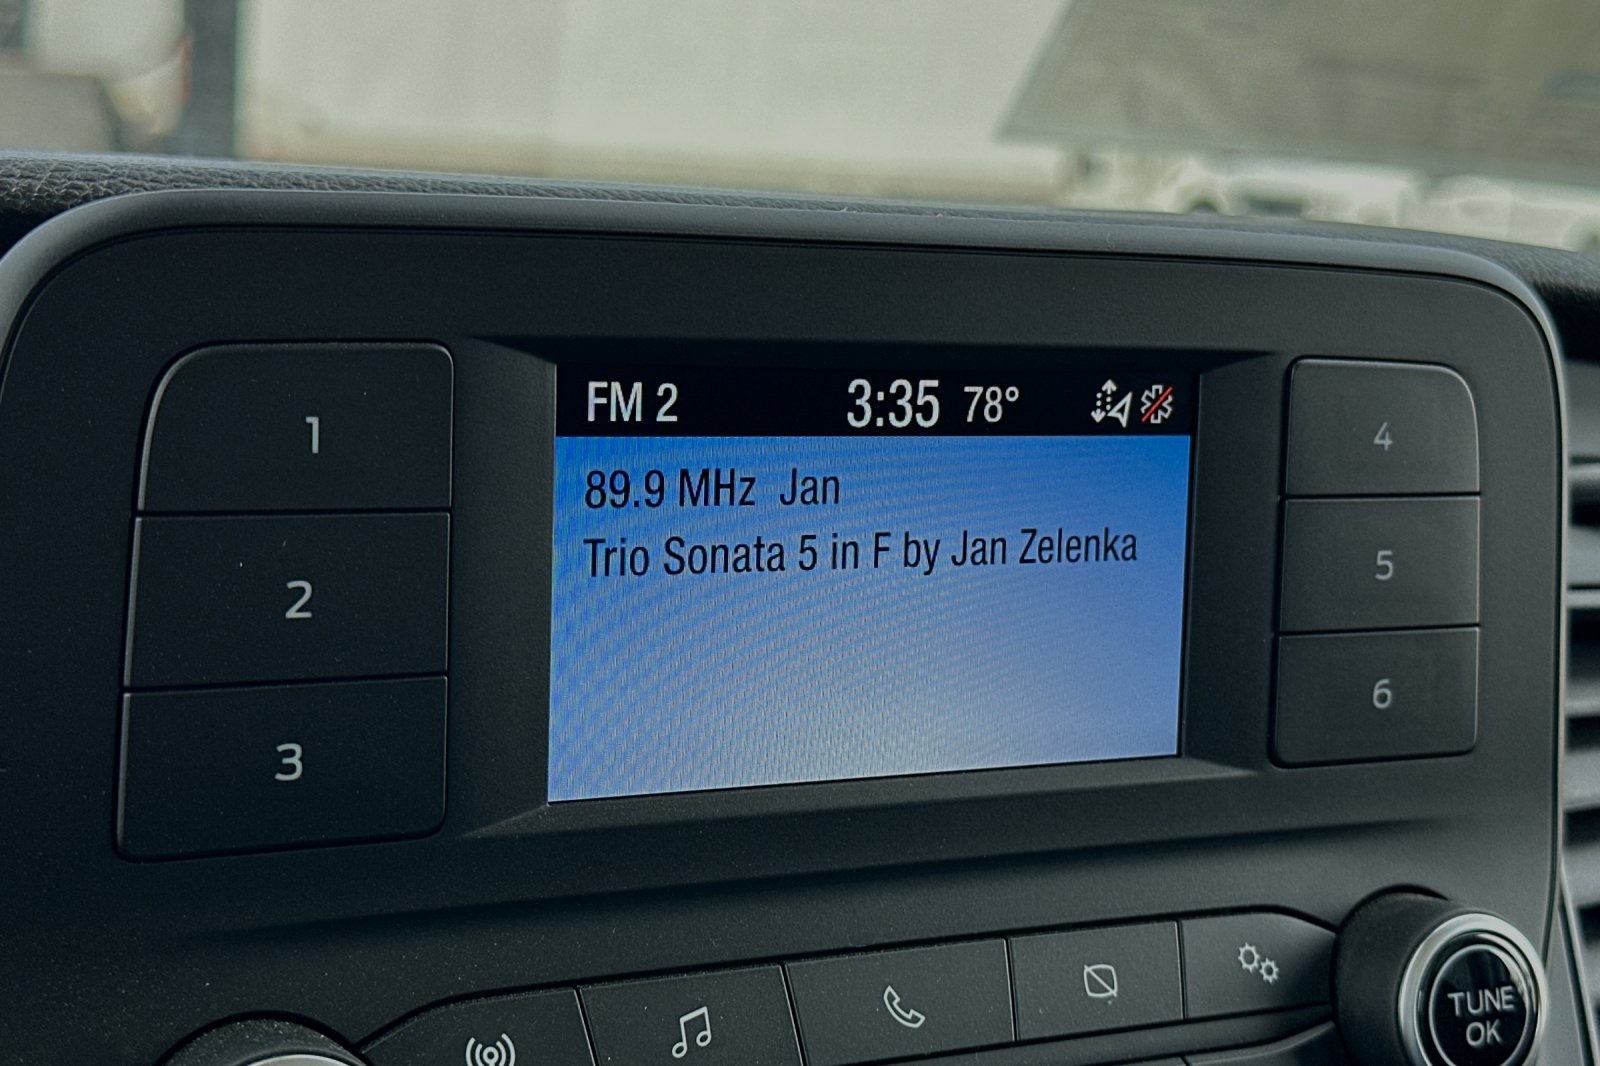 FM 2 3:35 78°
89.9 MHz Jan
Trio Sonata 5 in F by Jan Zelenka
1
2
3
4
5
6
TUNE
OK